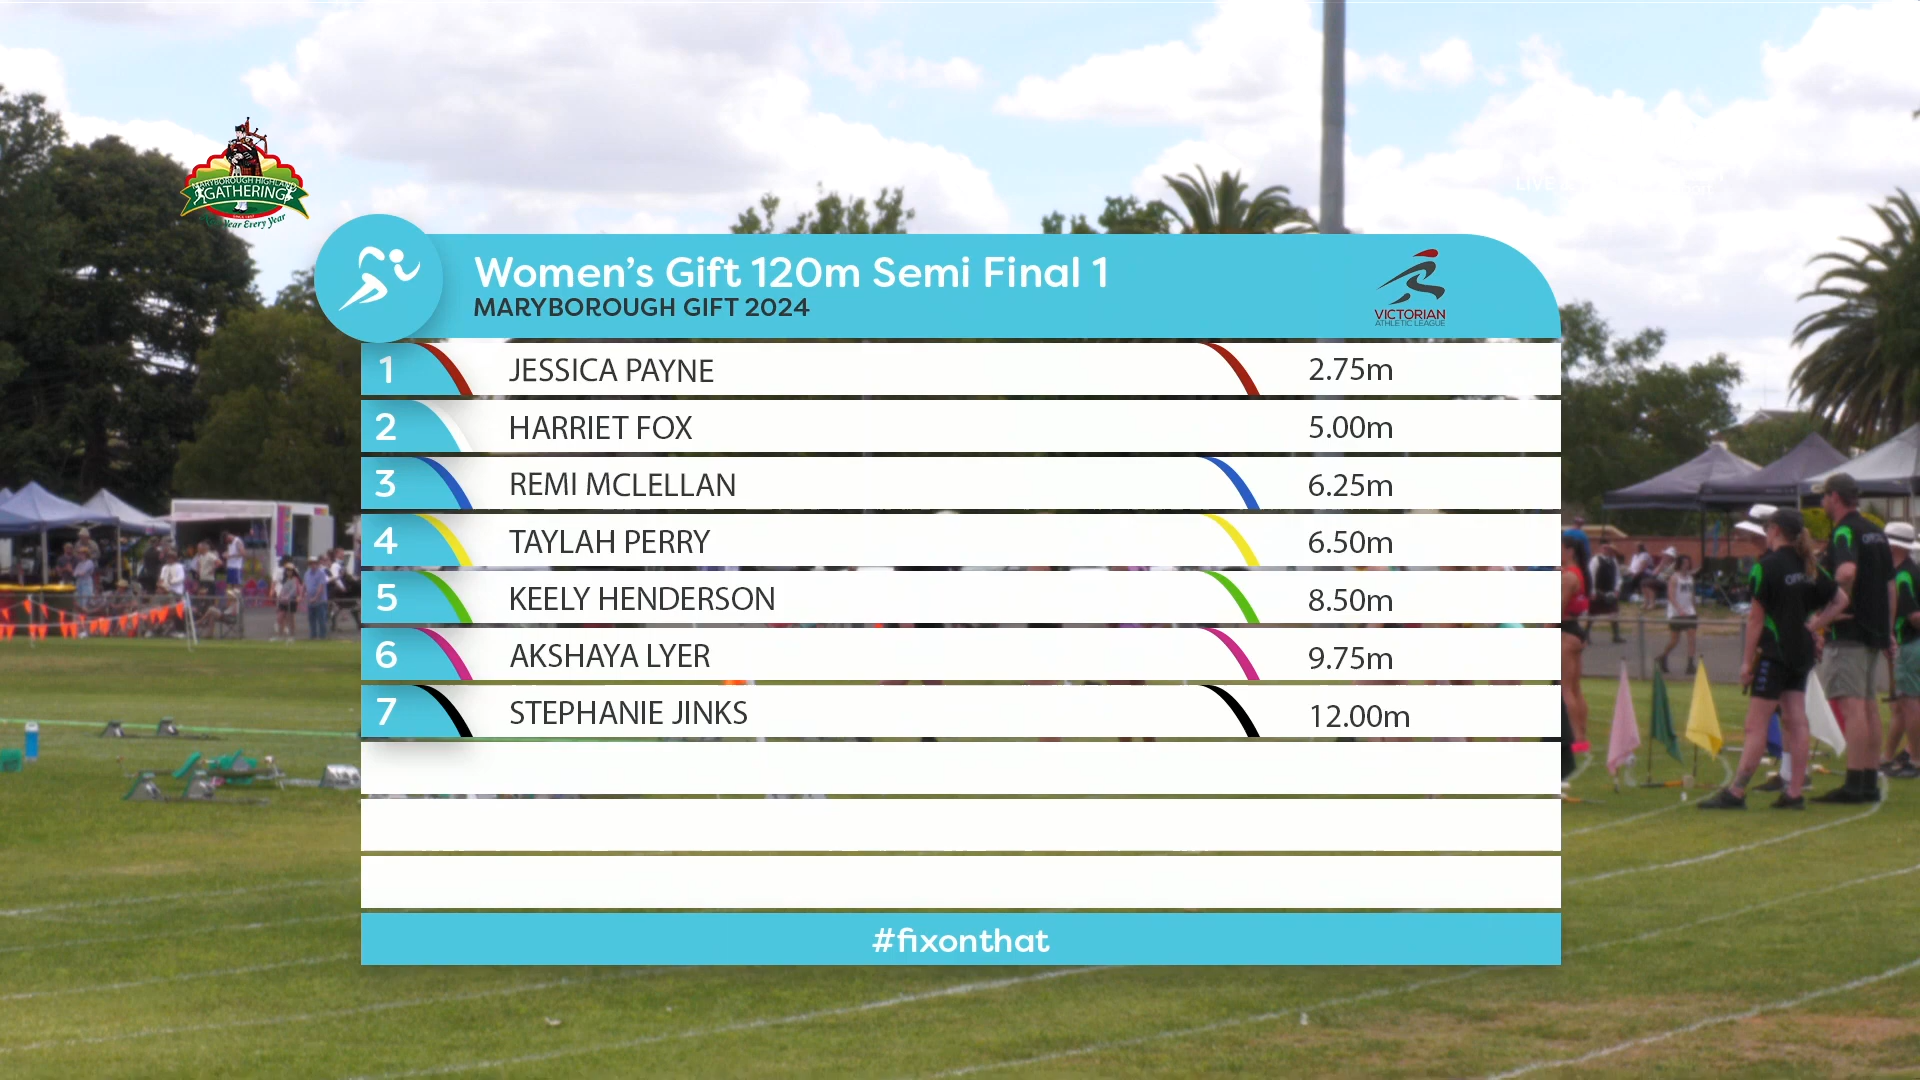 MARYBOROUGH HIGHLAND
GATHERING
Year Every Year
LIVE
Women's Gift 120m Semi Final 1
MARYBOROUGH GIFT 2024
VICTORIAN
ATHLETIC LEAGUE
1 JESSICA PAYNE 2.75m
2 HARRIET FOX 5.00m
3 REMI MCLELLAN 6.25m
4 TAYLAH PERRY 6.50m
5 KEELY HENDERSON 8.50m
6 AKSHAYA LYER 9.75m
7 STEPHANIE JINKS 12.00m
#fixonthat